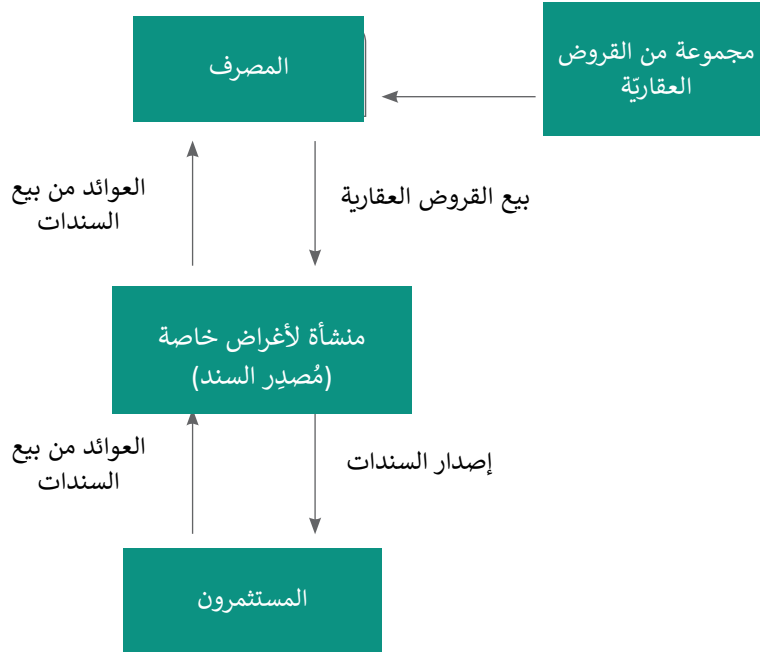 مجموعة من القروض
العقاريّة
المصرف
بيع القروض العقارية
العوائد من بيع
السندات
منشأة لأغراض خاصة
(مُصدِر السند)
إصدار السندات
العوائد من بيع
السندات
المستثمرون